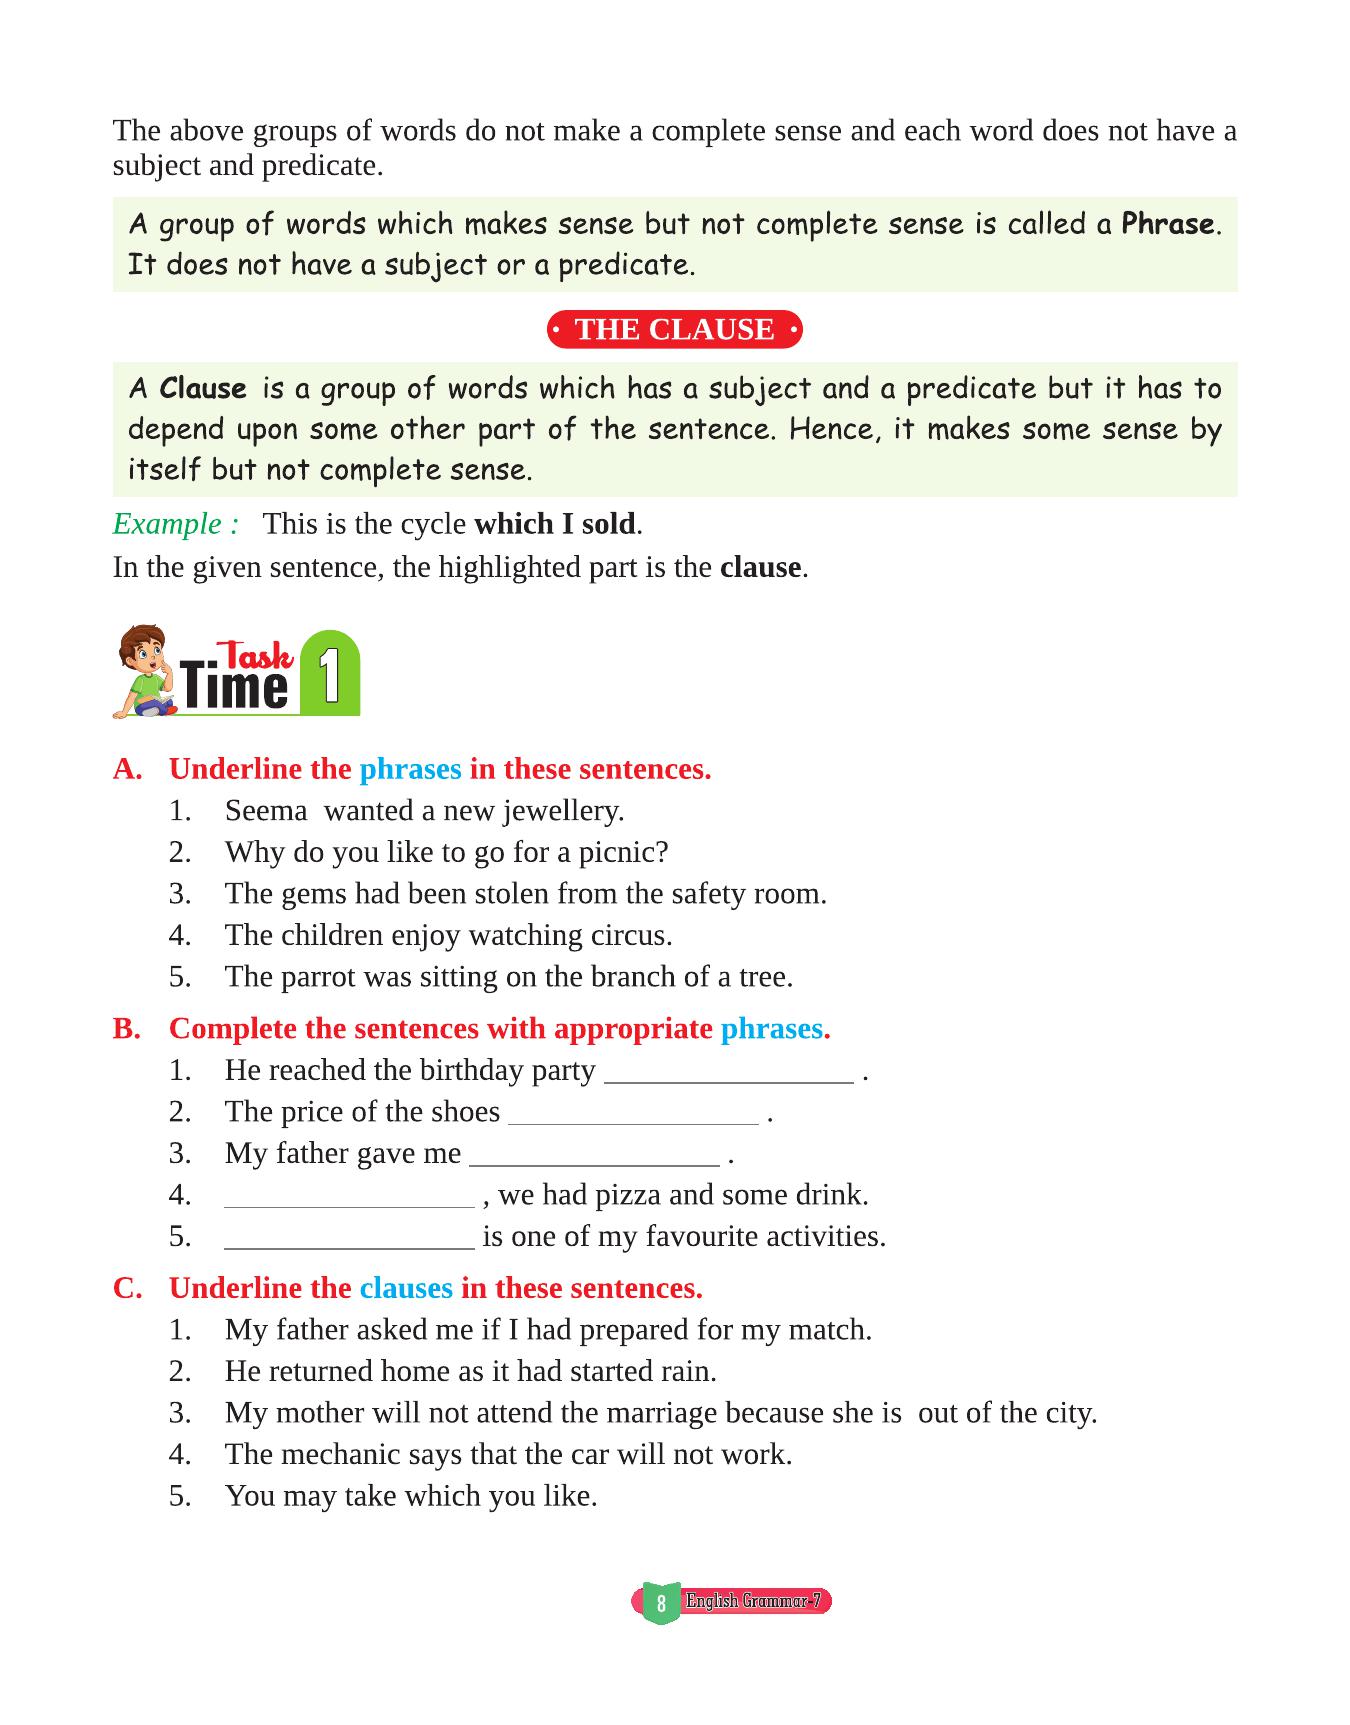 The above groups of words do not make a complete sense and each word does not have a
subject and predicate.
A group of words which makes sense but not complete sense is called a Phrase.
It does not have a subject or a predicate.
• THE CLAUSE •
A Clause is a group of words which has a subject and a predicate but it has to
depend upon some other part of the sentence. Hence, it makes some sense by
itself but not complete sense.
Example : This is the cycle which I sold.
In the given sentence, the highlighted part is the clause.
Task
Time 1
A. Underline the phrases in these sentences.
1. Seema wanted a new jewellery.
2. Why do you like to go for a picnic?
3. The gems had been stolen from the safety room.
4. The children enjoy watching circus.
5. The parrot was sitting on the branch of a tree.
B. Complete the sentences with appropriate phrases.
1. He reached the birthday party ________________ .
2. The price of the shoes ________________ .
3. My father gave me ________________ .
4. ________________ , we had pizza and some drink.
5. ________________ is one of my favourite activities.
C. Underline the clauses in these sentences.
1. My father asked me if I had prepared for my match.
2. He returned home as it had started rain.
3. My mother will not attend the marriage because she is out of the city.
4. The mechanic says that the car will not work.
5. You may take which you like.
8 English Grammar-7